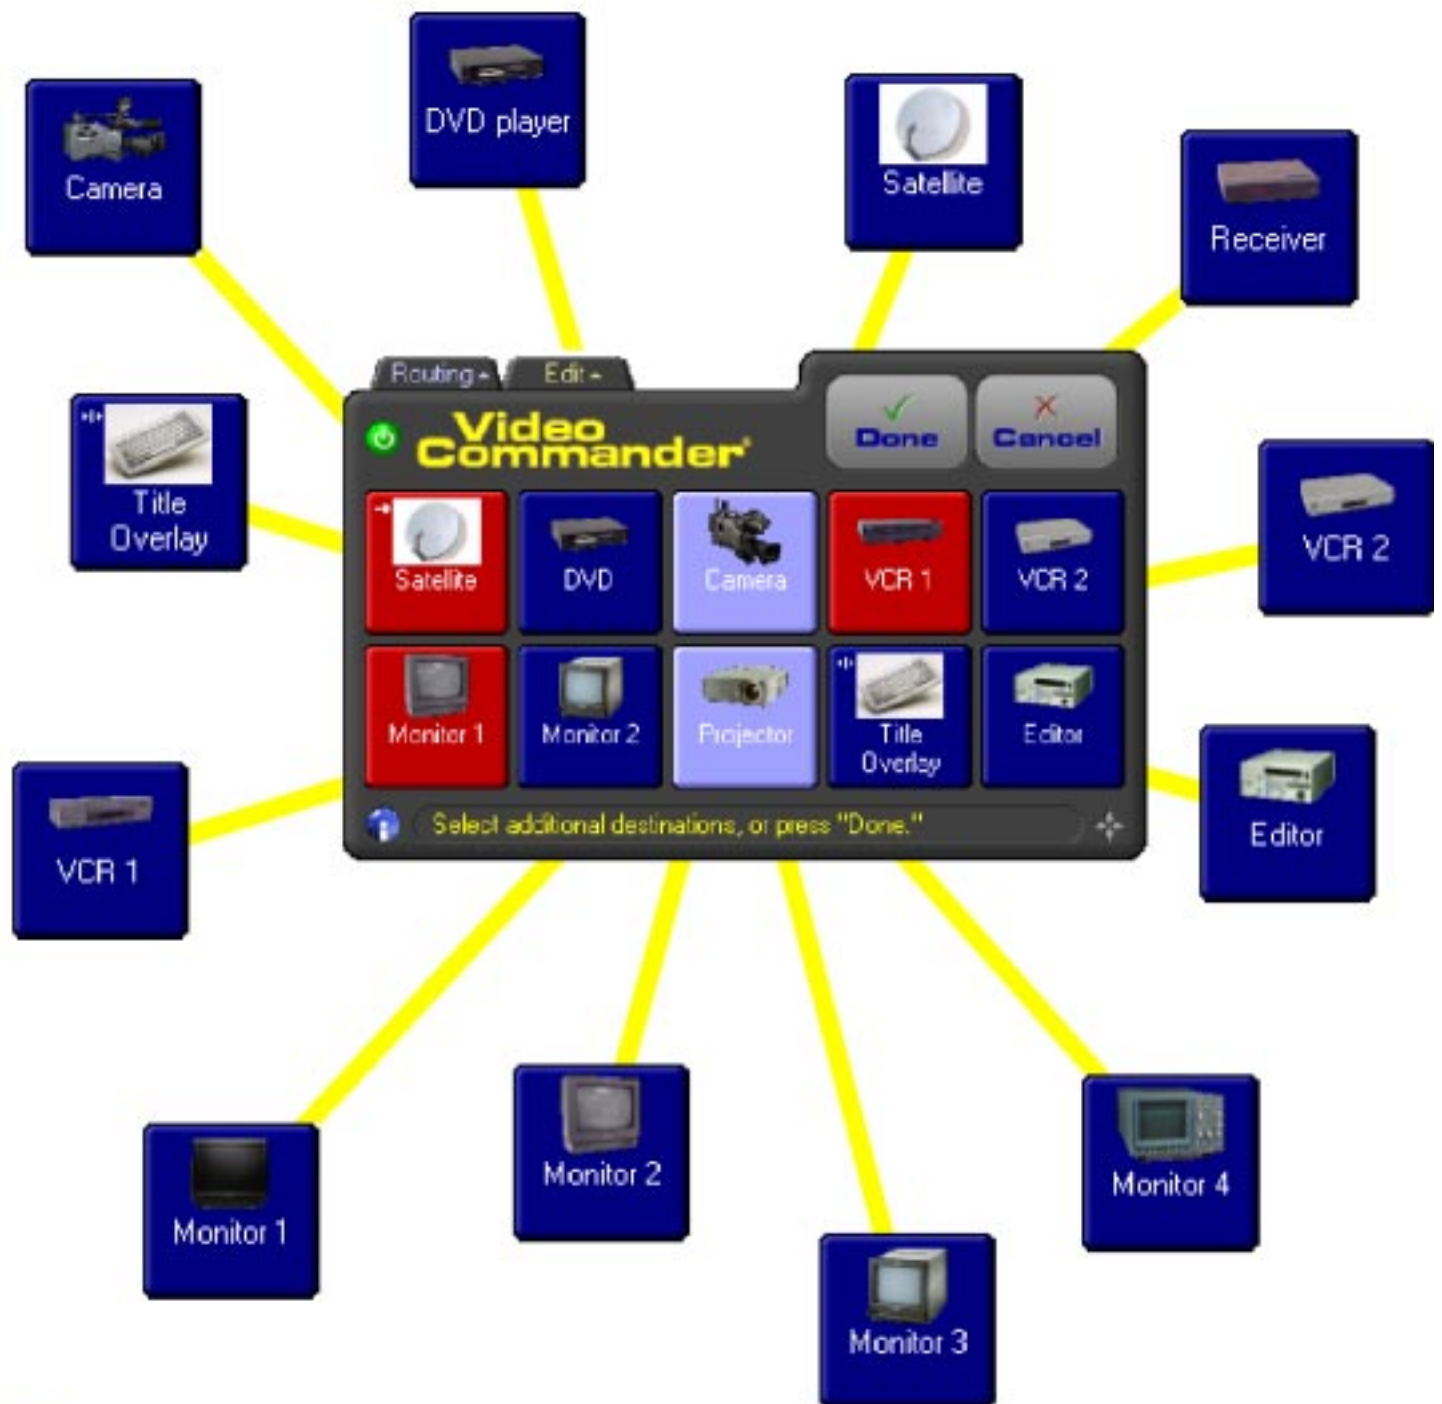 DVD player
Camera
Satellite
Receiver
Routing
Edit
Video
Commander®
Done
Cancel
Title
Overlay
VCR 2
Satellite
DVD
Camera
VCR 1
VCR 2
Monitor 1
Monitor 2
Projector
Title
Overlay
Editor
Select additional destinations, or press "Done."
VCR 1
Editor
Monitor 1
Monitor 2
Monitor 4
Monitor 3